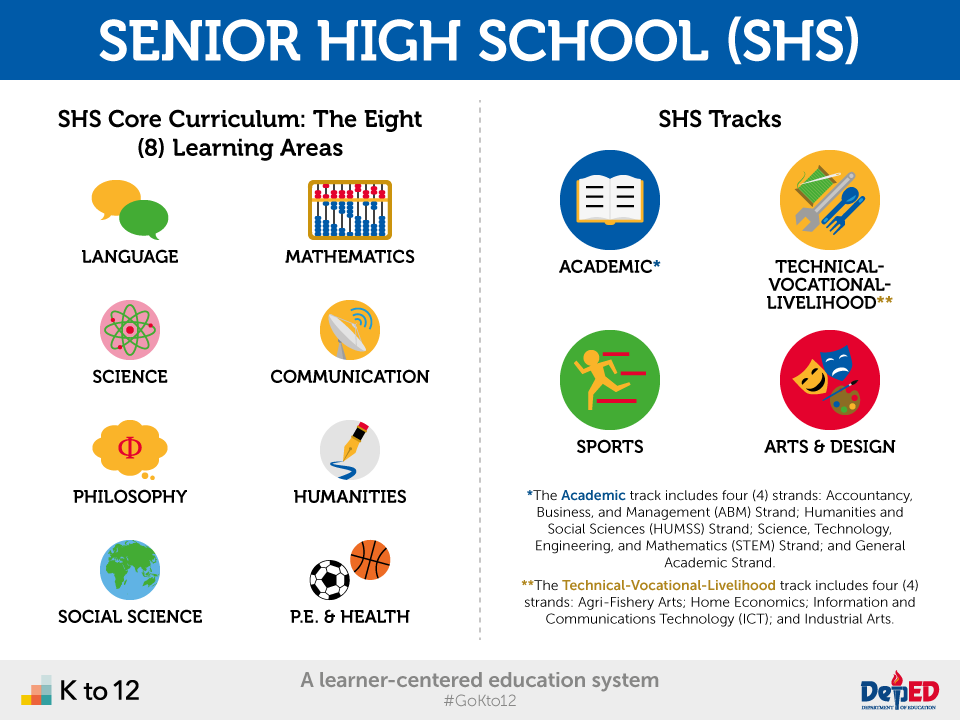 SENIOR HIGH SCHOOL (SHS)
SHS Core Curriculum: The Eight
(8) Learning Areas
LANGUAGE
MATHEMATICS
SCIENCE
COMMUNICATION
Φ
PHILOSOPHY
HUMANITIES
SOCIAL SCIENCE
P.E. & HEALTH
SHS Tracks
ACADEMIC*
TECHNICAL-
VOCATIONAL-
LIVELIHOOD**
SPORTS
ARTS & DESIGN
*The Academic track includes four (4) strands: Accountancy,
Business, and Management (ABM) Strand; Humanities and
Social Sciences (HUMSS) Strand; Science, Technology,
Engineering, and Mathematics (STEM) Strand; and General
Academic Strand.
**The Technical-Vocational-Livelihood track includes four (4)
strands: Agri-Fishery Arts; Home Economics; Information and
Communications Technology (ICT); and Industrial Arts.
K to 12
A learner-centered education system
#GoKto12
DepED
DEPARTMENT OF EDUCATION